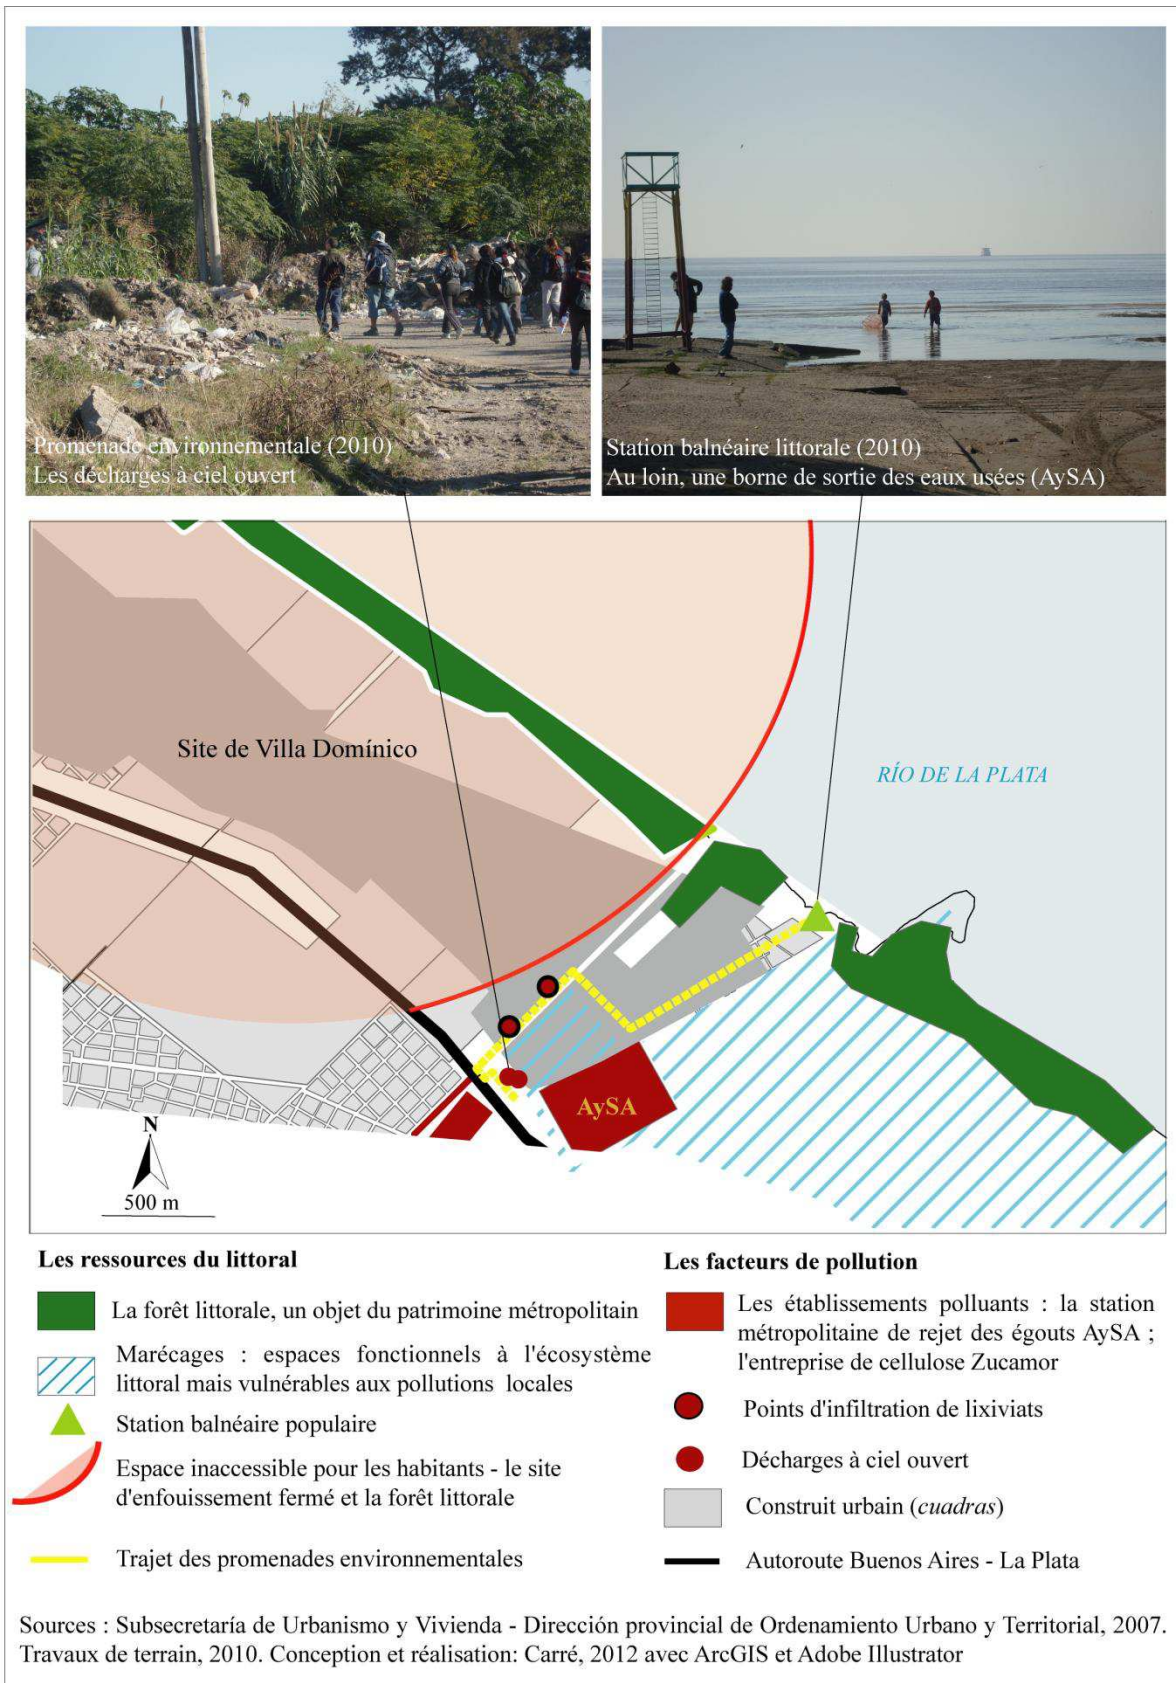 Promenade environnementale (2010)
Les décharges à ciel ouvert
Station balnéaire littorale (2010)
Au loin, une borne de sortie des eaux usées (AySA)
Site de Villa Domínico
RÍO DE LA PLATA
AySA
N
500 m
Les ressources du littoral
La forêt littorale, un objet du patrimoine métropolitain
Marécages : espaces fonctionnels à l'écosystème
littoral mais vulnérables aux pollutions locales
Station balnéaire populaire
Espace inaccessible pour les habitants - le site
d'enfouissement fermé et la forêt littorale
Trajet des promenades environnementales
Les facteurs de pollution
Les établissements polluants : la station
métropolitaine de rejet des égouts AySA ;
l'entreprise de cellulose Zucamor
Points d'infiltration de lixiviats
Décharges à ciel ouvert
Construit urbain (cuadras)
Autoroute Buenos Aires - La Plata
Sources : Subsecretaría de Urbanismo y Vivienda - Dirección provincial de Ordenamiento Urbano y Territorial, 2007.
Travaux de terrain, 2010. Conception et réalisation: Carré, 2012 avec ArcGIS et Adobe Illustrator